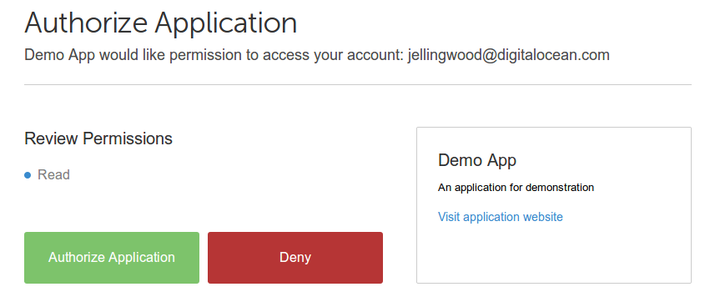 Authorize Application
Demo App would like permission to access your account: jellingwood@digitalocean.com
Review Permissions
Read
Authorize Application
Deny
Demo App
An application for demonstration
Visit application website